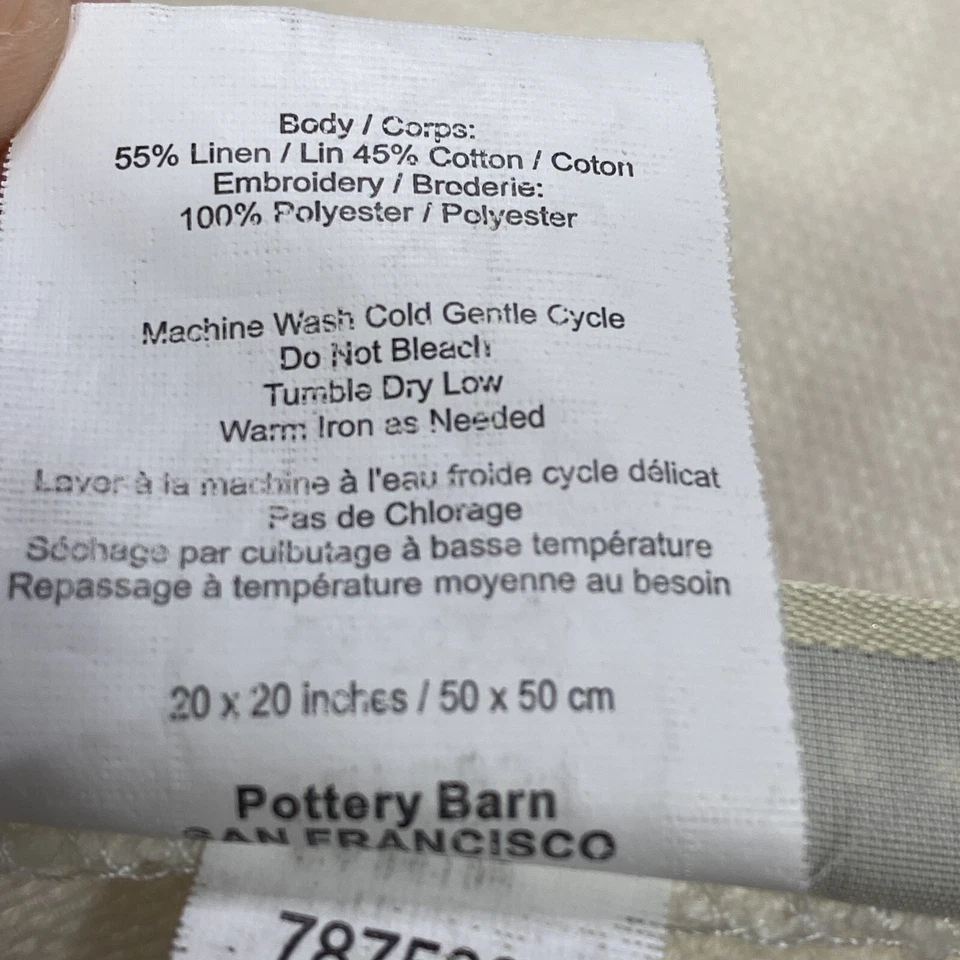 Body / Corps:
55% Linen / Lin 45% Cotton / Coton
Embroidery / Broderie:
100% Polyester / Polyester
Machine Wash Cold Gentle Cycle
Do Not Bleach
Tumble Dry Low
Warm Iron as Needed
Laver à la machine à l'eau froide cycle délicat
Pas de Chlorage
Séchage par culbutage à basse température
Repassage à température moyenne au besoin
20 x 20 inches / 50 x 50 cm
Pottery Barn
SAN FRANCISCO